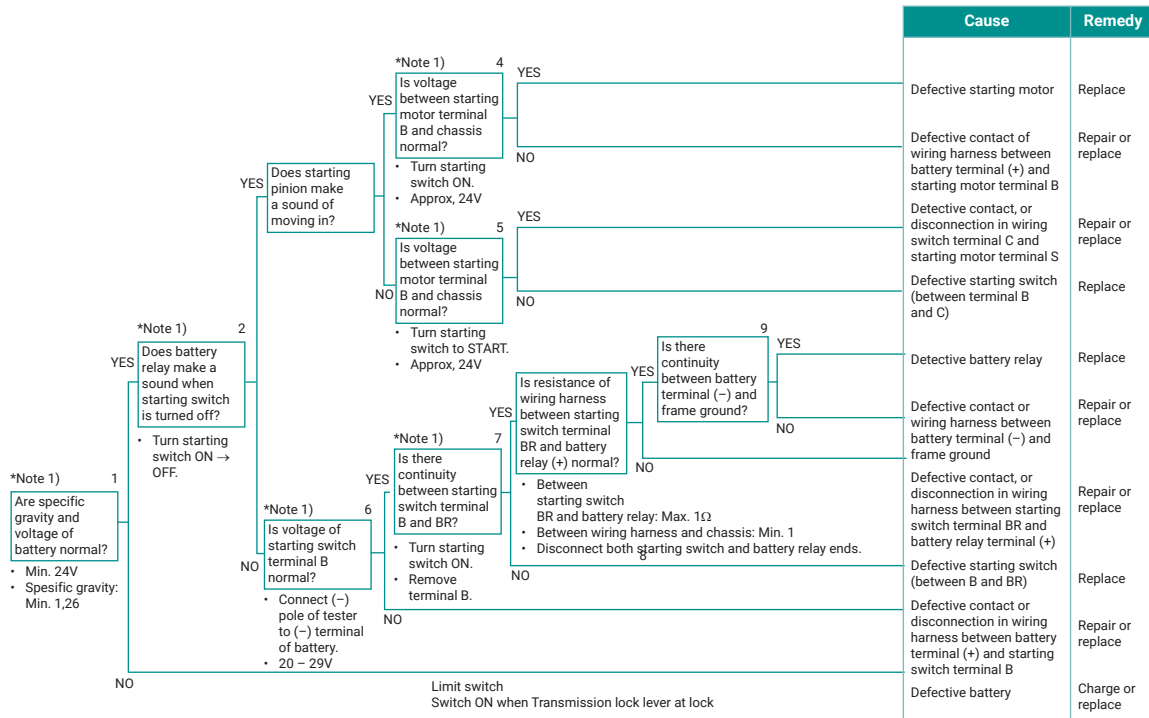 Cause
Remedy
*Note 1)
4
YES
Is voltage
between starting
motor terminal
B and chassis
normal?
YES
Defective starting motor
Replace
NO
• Turn starting
switch ON.
• Approx, 24V
Defective contact of
wiring harness between
battery terminal (+) and
starting motor terminal B
Repair or
replace
YES
Does starting
pinion make
a sound of
moving in?
*Note 1)
5
YES
Is voltage
between starting
motor terminal
B and chassis
normal?
NO
NO
• Turn starting
switch to START.
• Approx, 24V
Detective contact, or
disconnection in wiring
switch terminal C and
starting motor terminal S
Repair or
replace
Defective starting switch
(between terminal B
and C)
Replace
*Note 1)
2
YES
Does battery
relay make a
sound when
starting switch
is turned off?
• Turn starting
switch ON →
OFF.
9
YES
Is there
continuity
between battery
terminal (–) and
frame ground?
YES
NO
Detective battery relay
Replace
YES
Is resistance of
wiring harness
between starting
switch terminal
BR and battery
relay (+) normal?
NO
• Between
starting switch
BR and battery relay: Max. 1Ω
• Between wiring harness and chassis: Min. 1
• Disconnect both starting switch and battery relay ends.
8
Defective contact or
wiring harness between
battery terminal (–) and
frame ground
Repair or
replace
*Note 1)
7
YES
Is there
continuity
between starting
switch terminal
B and BR?
NO
• Turn starting
switch ON.
• Remove
terminal B.
Defective contact, or
disconnection in wiring
harness between starting
switch terminal BR and
battery relay terminal (+)
Repair or
replace
*Note 1)
1
Are specific
gravity and
voltage of
battery normal?
• Min. 24V
• Spesific gravity:
Min. 1,26
*Note 1)
6
NO
Is voltage of
starting switch
terminal B
normal?
NO
• Connect (–)
pole of tester
to (–) terminal
of battery.
• 20 – 29V
Defective starting switch
(between B and BR)
Replace
Defective contact or
disconnection in wiring
harness between battery
terminal (+) and starting
switch terminal B
Repair or
replace
NO
Limit switch
Switch ON when Transmission lock lever at lock
Defective battery
Charge or
replace